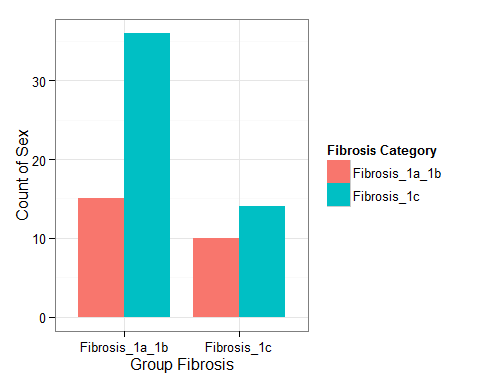 Count of Sex
30
20
10
0
Fibrosis_1a_1b Fibrosis_1c
Group Fibrosis
Fibrosis Category
Fibrosis_1a_1b
Fibrosis_1c